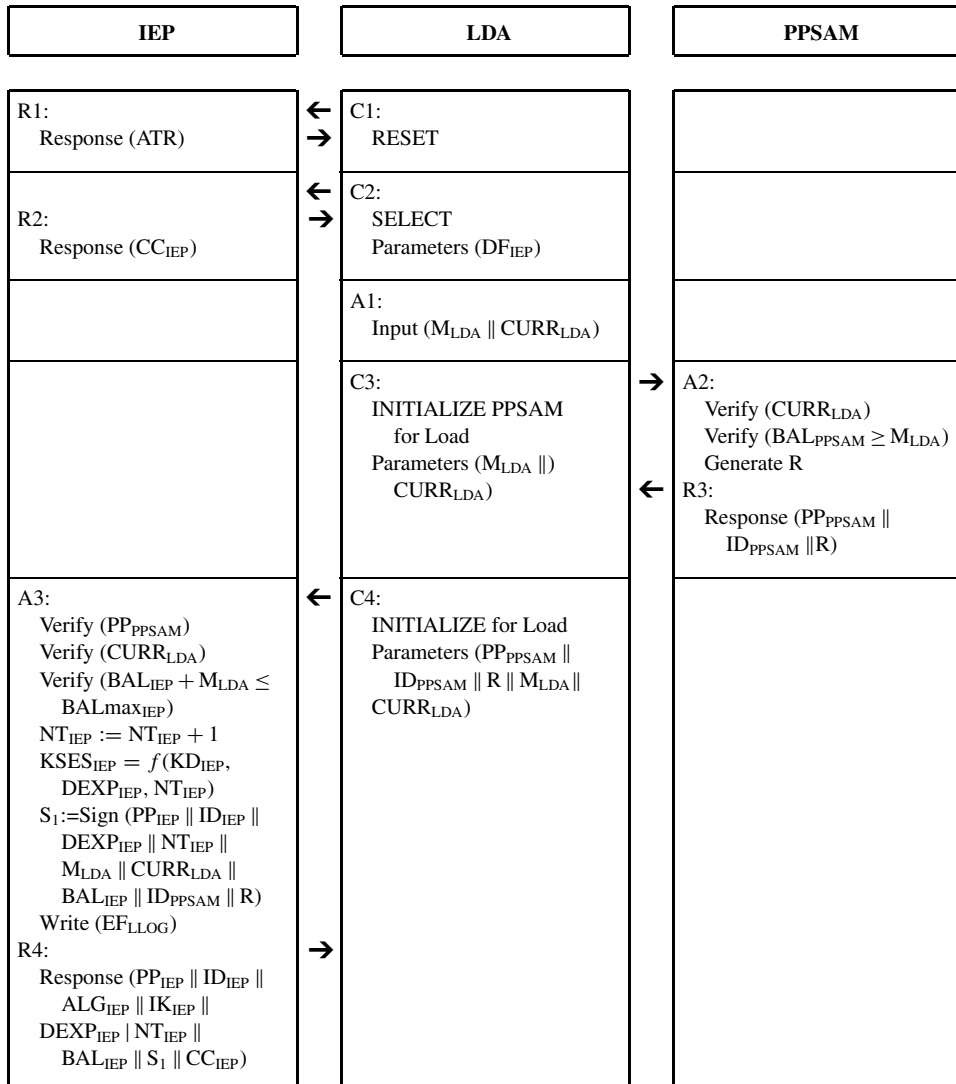 IEP
LDA
PPSAM
R1:
Response (ATR)
C1:
RESET
R2:
Response (CC_IEP)
C2:
SELECT
Parameters (DF_IEP)
A1:
Input (M_LDA ‖ CURR_LDA)
C3:
INITIALIZE PPSAM
for Load
Parameters (M_LDA ‖)
CURR_LDA)
A2:
Verify (CURR_LDA)
Verify (BAL_PPSAM ≥ M_LDA)
Generate R
R3:
Response (PP_PPSAM ‖
ID_PPSAM ‖R)
A3:
Verify (PP_PPSAM)
Verify (CURR_LDA)
Verify (BAL_IEP + M_LDA ≤
BALmax_IEP)
NT_IEP := NT_IEP + 1
KSES_IEP = f(KD_IEP,
DEXP_IEP, NT_IEP)
S_1:=Sign (PP_IEP ‖ ID_IEP ‖
DEXP_IEP ‖ NT_IEP ‖
M_LDA ‖ CURR_LDA ‖
BAL_IEP ‖ ID_PPSAM ‖ R)
Write (EF_LLOG)
R4:
Response (PP_IEP ‖ ID_IEP ‖
ALG_IEP ‖ IK_IEP ‖
DEXP_IEP | NT_IEP ‖
BAL_IEP ‖ S_1 ‖ CC_IEP)
C4:
INITIALIZE for Load
Parameters (PP_PPSAM ‖
ID_PPSAM ‖ R ‖ M_LDA‖
CURR_LDA)